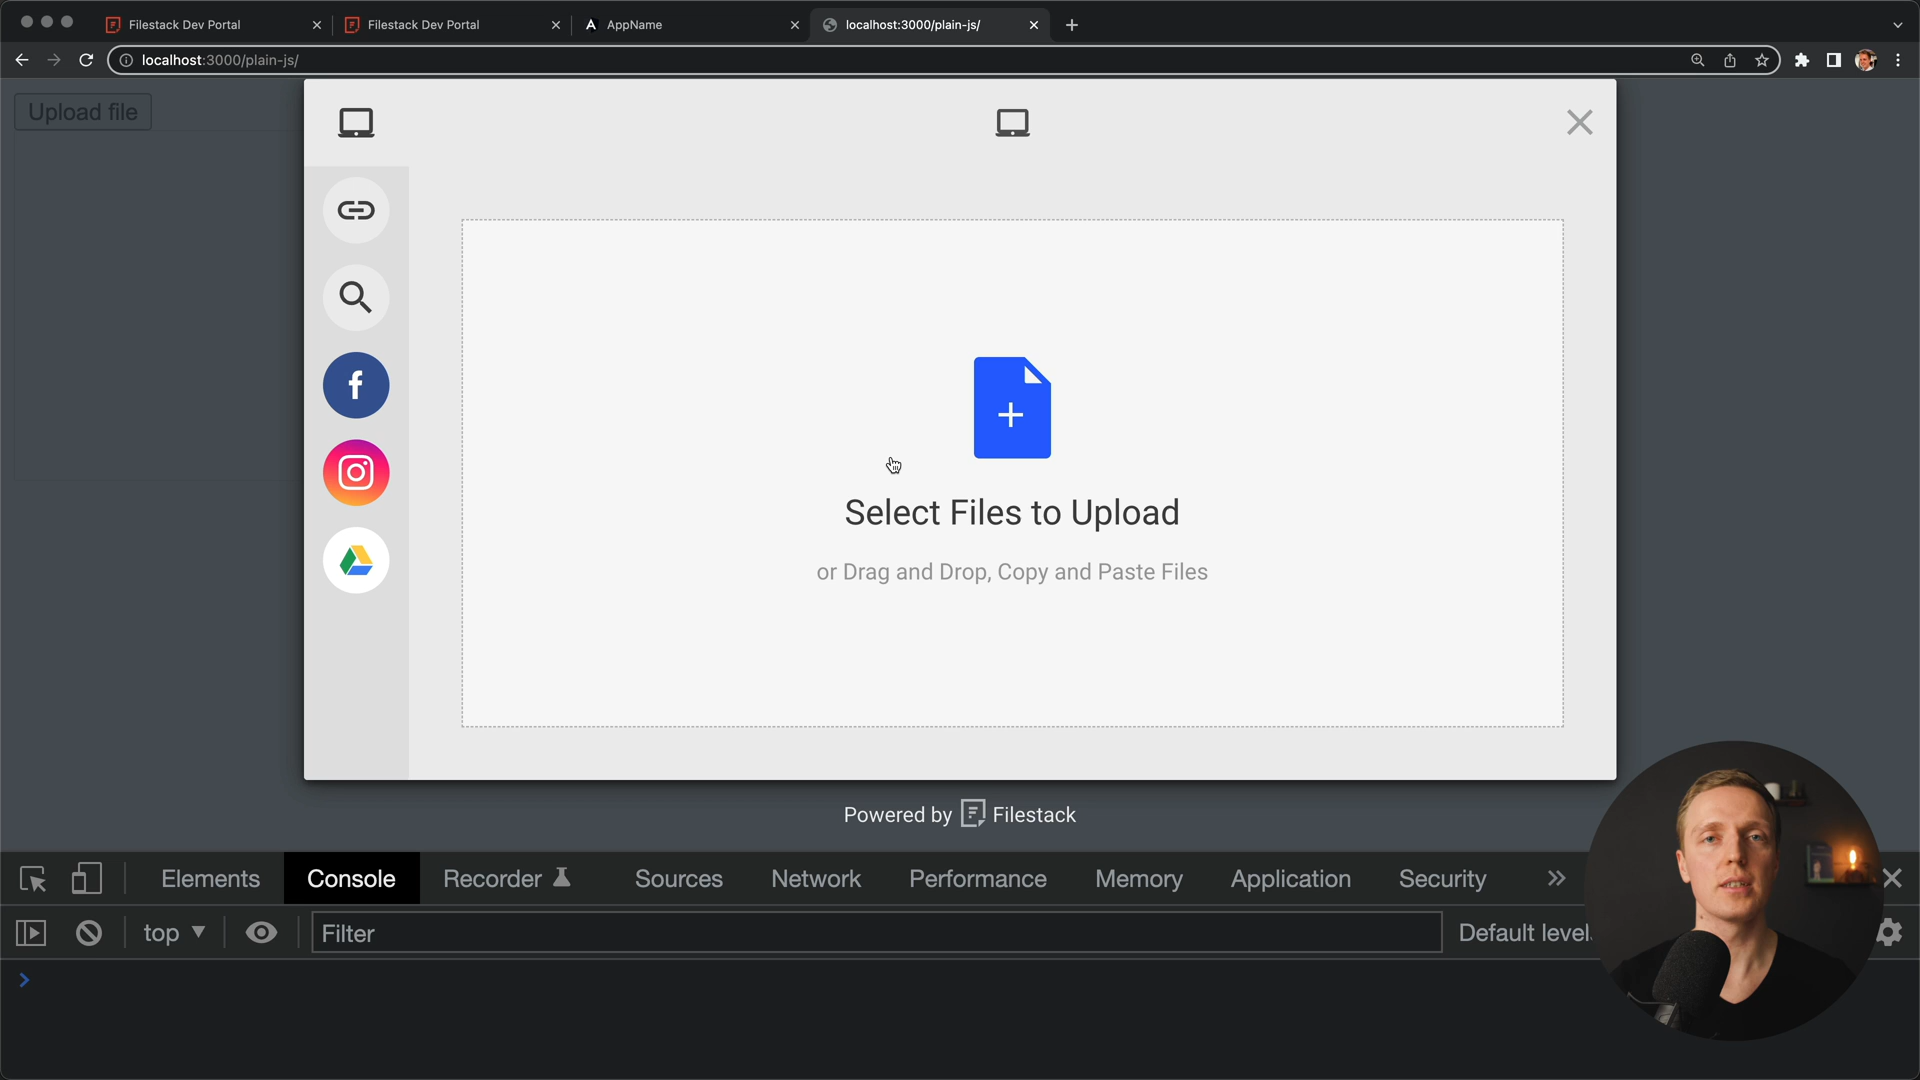 Filestack Dev Portal
Filestack Dev Portal
AppName
localhost:3000/plain-js/
localhost:3000/plain-js/
Upload file
Select Files to Upload
or Drag and Drop, Copy and Paste Files
Powered by Filestack
Elements
Console
Recorder
Sources
Network
Performance
Memory
Application
Security
top
Filter
Default level